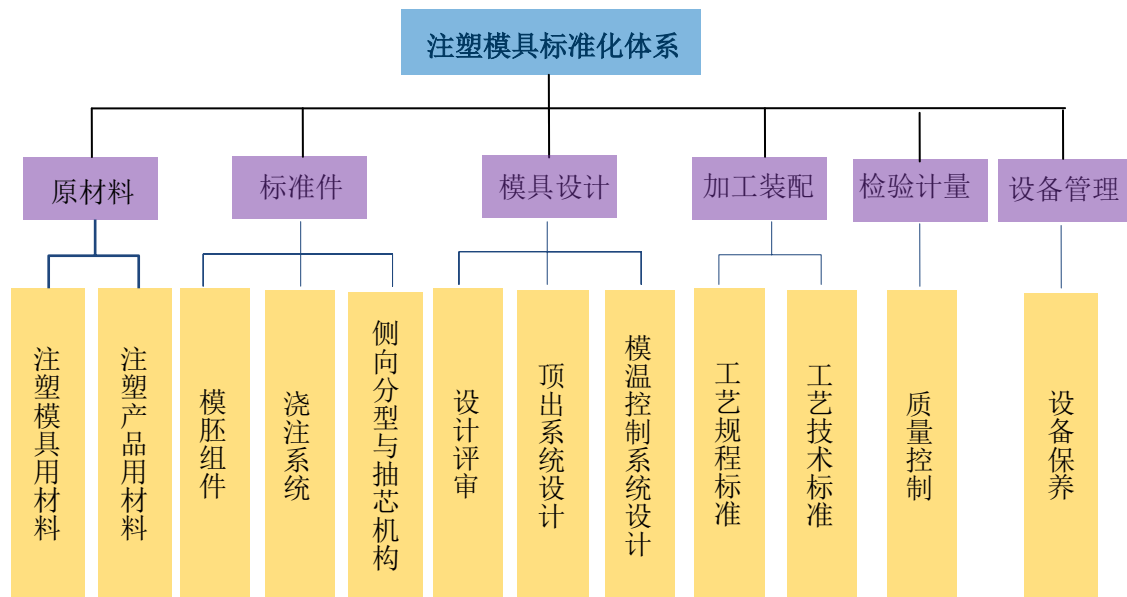 注塑模具标准化体系
原材料
标准件
模具设计
加工装配
检验计量
设备管理
注塑模具用材料
注塑产品用材料
模胚组件
浇注系统
侧向分型与抽芯机构
设计评审
顶出系统设计
模温控制系统设计
工艺规程标准
工艺技术标准
质量控制
设备保养